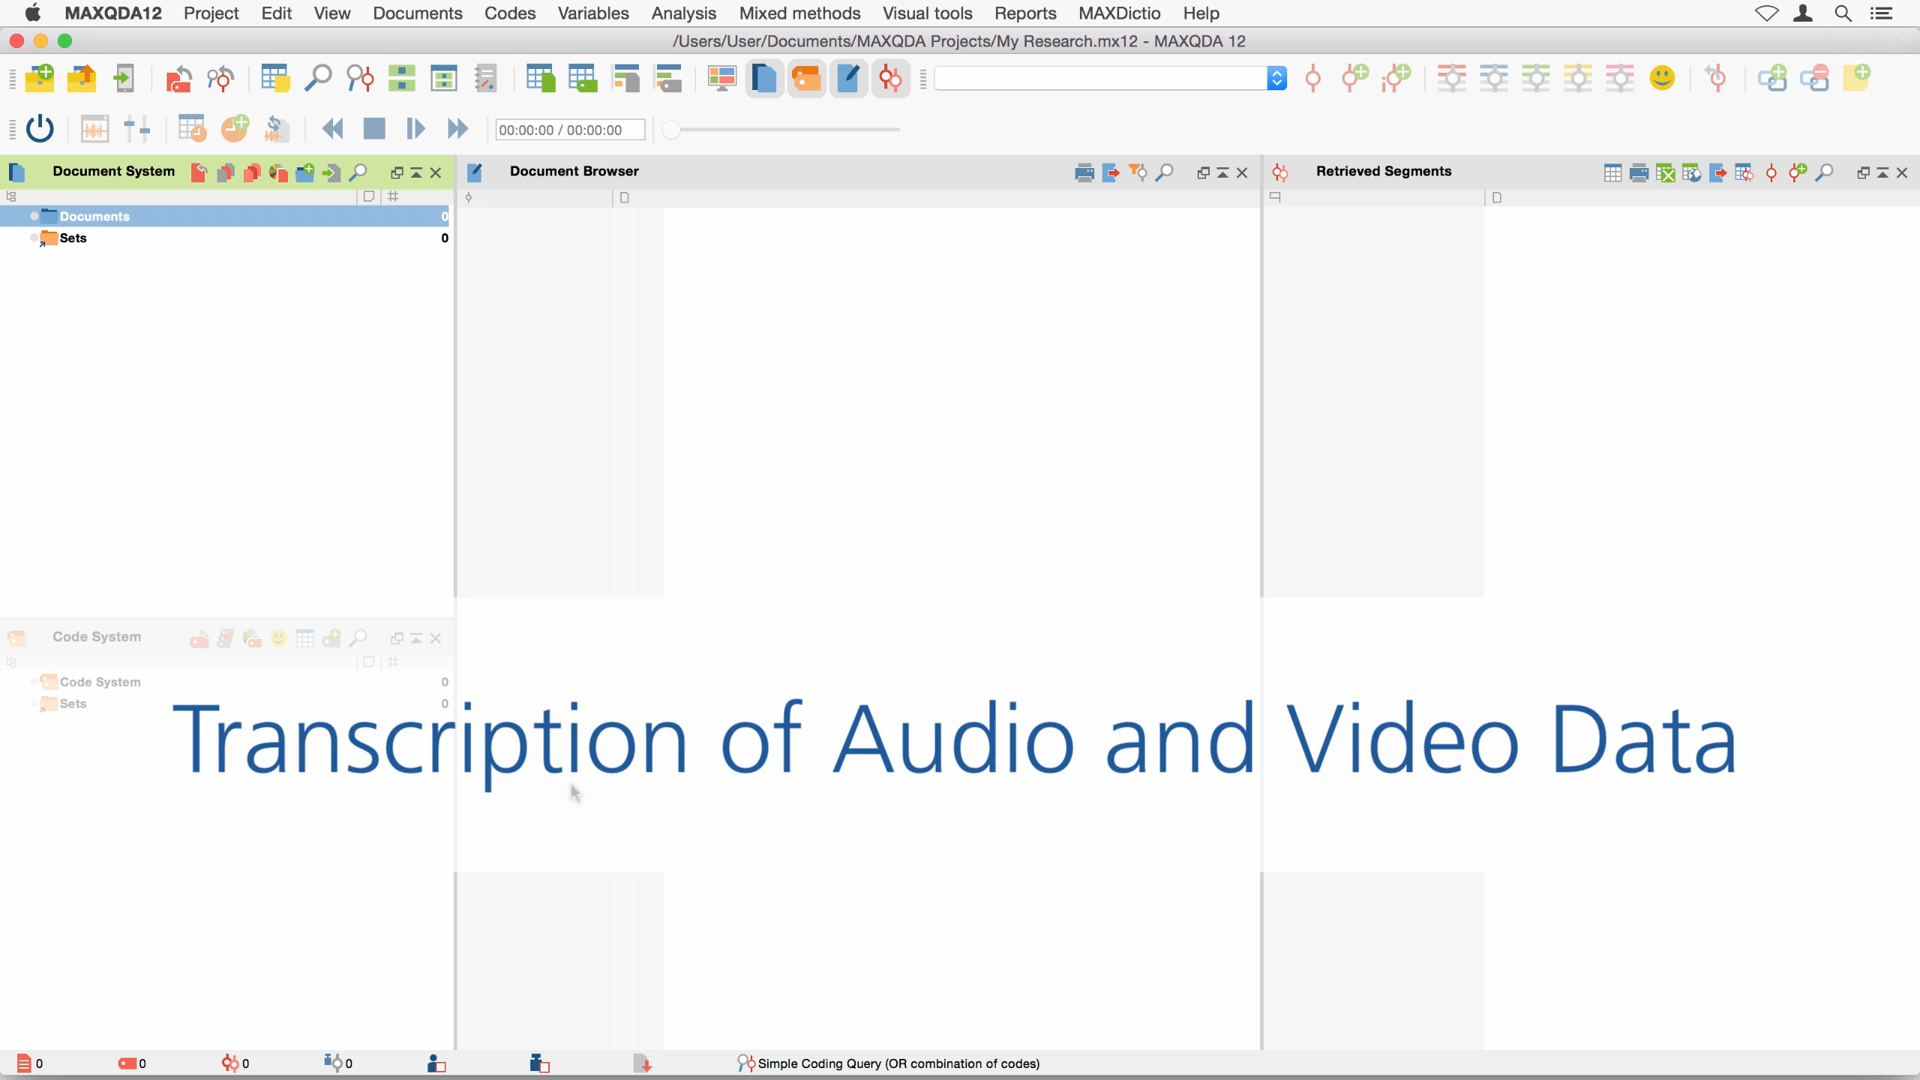 MAXQDA12 Project Edit View Documents Codes Variables Analysis Mixed methods Visual tools Reports MAXDictio Help
/Users/User/Documents/MAXQDA Projects/My Research.mx12 - MAXQDA 12
00:00:00 / 00:00:00
Document System
Documents 0
Sets 0
Document Browser
Retrieved Segments
Code System
Code System 0
Sets 0
Transcription of Audio and Video Data
0 0 0 0 Simple Coding Query (OR combination of codes)